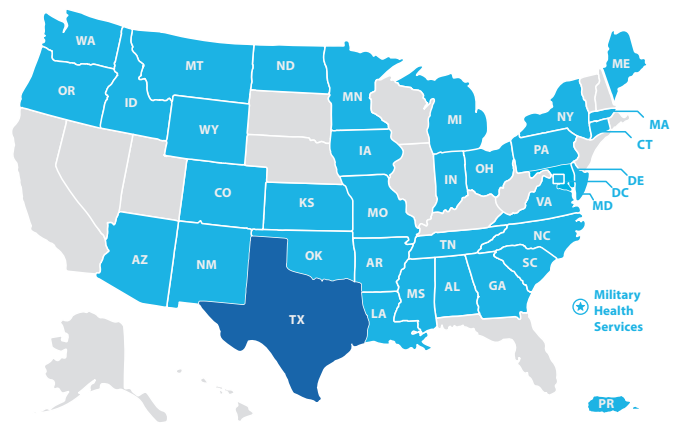 WA
MT
ND
ME
OR
ID
MN
WY
MI
NY
MA
PA
CT
IA
OH
IN
DE
CO
DC
KS
MO
VA
MD
NC
TN
OK
AZ
NM
AR
SC
MS
AL
GA
LA
TX
Military
Health
Services
PR